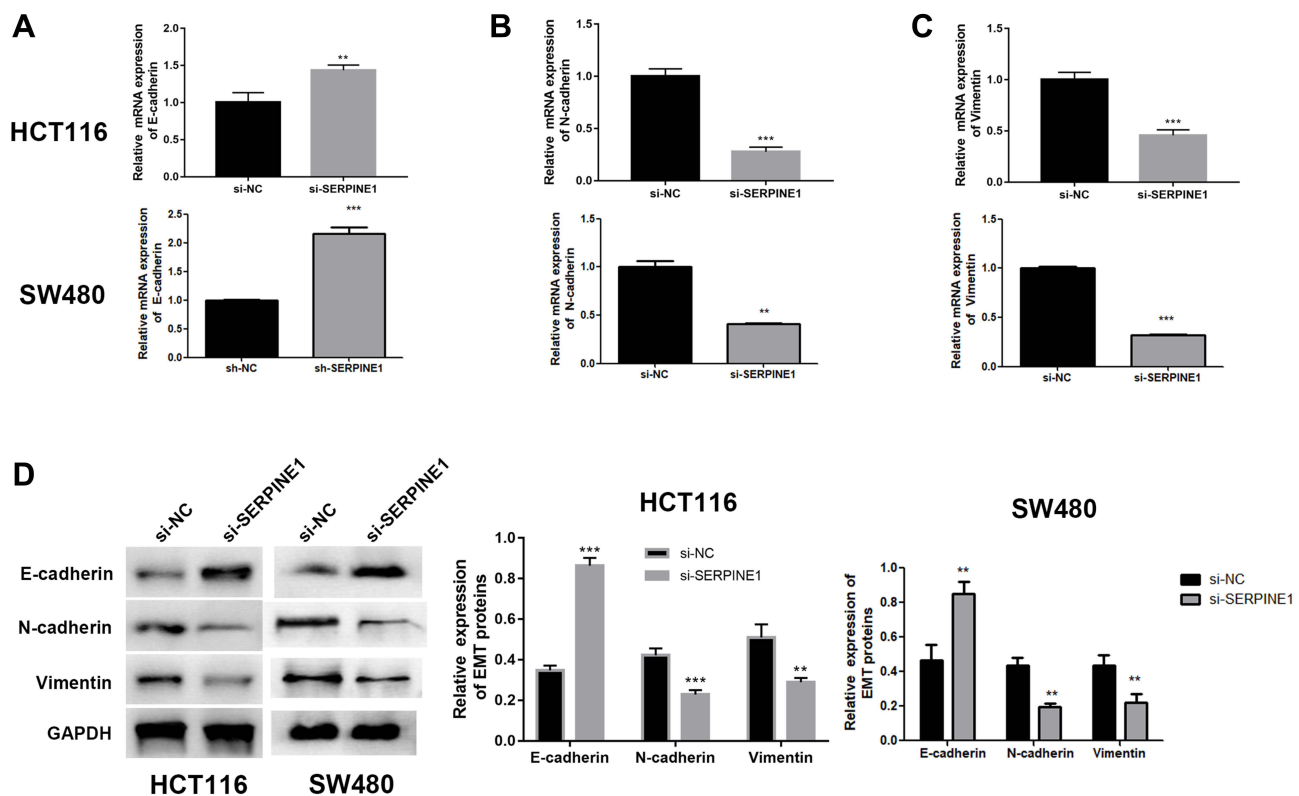 A
B
C
HCT116
SW480
Relative mRNA expression
of E-cadherin
2.0
1.5
1.0
0.5
0.0
**
si-NC
si-SERPINE1
Relative mRNA expression
of N-cadherin
1.5
1.0
0.5
0.0
***
si-NC
si-SERPINE1
Relative mRNA expression
of Vimentin
1.5
1.0
0.5
0.0
***
si-NC
si-SERPINE1
Relative mRNA expression
of E-cadherin
2.5
2.0
1.5
1.0
0.5
0.0
***
sh-NC
sh-SERPINE1
Relative mRNA expression
of N-cadherin
1.5
1.0
0.5
0.0
**
si-NC
si-SERPINE1
Relative mRNA expression
of Vimentin
1.5
1.0
0.5
0.0
***
si-NC
si-SERPINE1
D
si-NC
si-SERPINE1
si-NC
si-SERPINE1
E-cadherin
N-cadherin
Vimentin
GAPDH
HCT116
SW480
HCT116
Relative expression
of EMT proteins
1.0
0.8
0.6
0.4
0.2
0.0
***
***
**
si-NC
si-SERPINE1
E-cadherin
N-cadherin
Vimentin
SW480
Relative expression of
EMT proteins
1.0
0.8
0.6
0.4
0.2
0.0
**
**
**
si-NC
si-SERPINE1
E-cadherin
N-cadherin
Vimentin